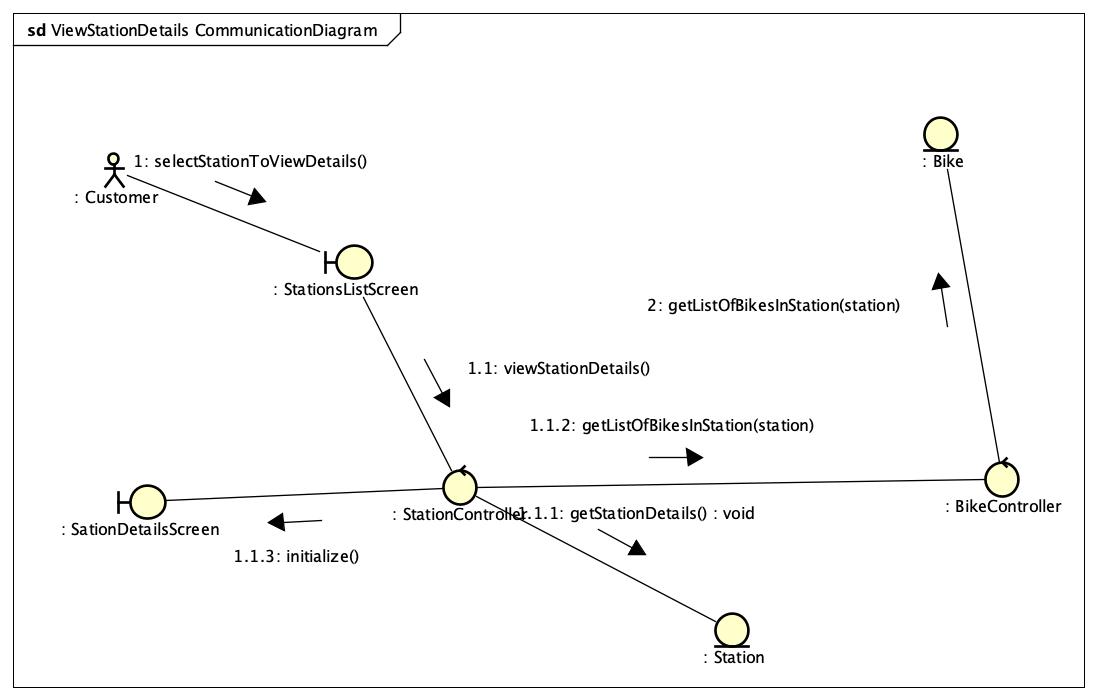 sd ViewStationDetails CommunicationDiagram
: Bike
1: selectStationToViewDetails()
: Customer
: StationsListScreen
2: getListOfBikesInStation(station)
1.1: viewStationDetails()
1.1.2: getListOfBikesInStation(station)
: StationController
1.1.1: getStationDetails() : void
: BikeController
: SationDetailsScreen
1.1.3: initialize()
: Station